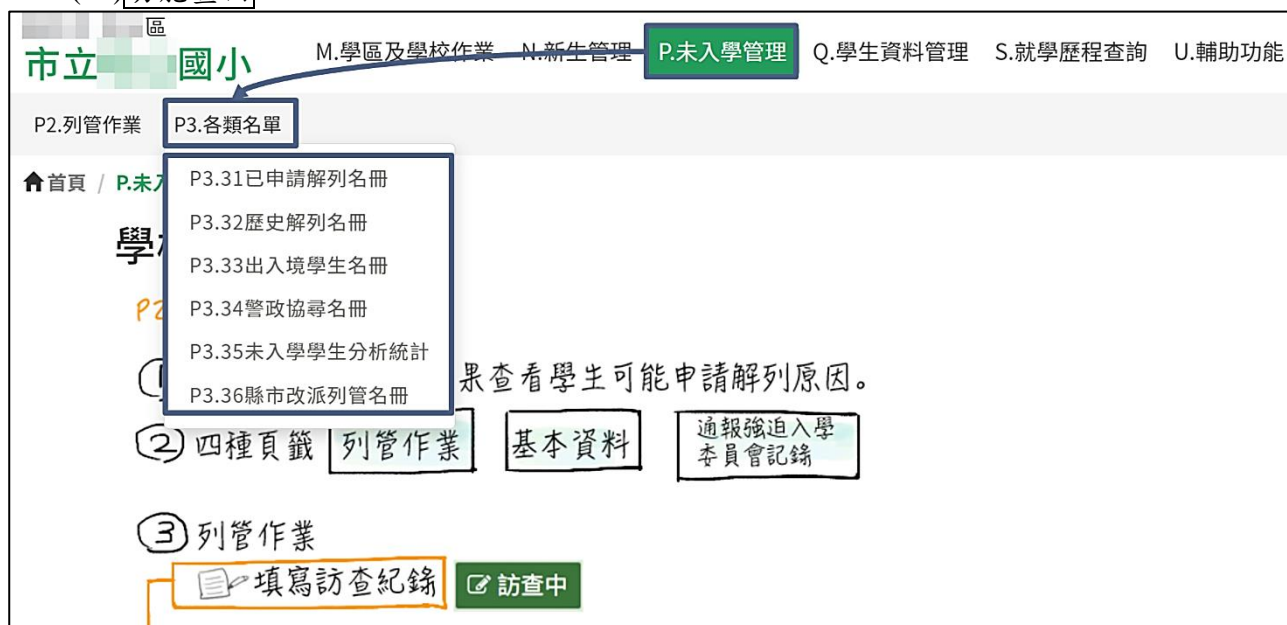 區
市立 國小
M.學區及學校作業 N.新生管理 P.未入學管理 Q.學生資料管理 S.就學歷程查詢 U.輔助功能
P2.列管作業 P3.各類名單
首頁 / P.未入
P3.31已申請解列名冊
P3.32歷史解列名冊
學
P3.33出入境學生名冊
P2
P3.34警政協尋名冊
P3.35未入學學生分析統計
① 果查看學生可能申請解列原因。
P3.36縣市改派列管名冊
② 四種頁籤 列管作業 基本資料 通報強迫入學
委員會記錄
③ 列管作業
填寫訪查紀錄 訪查中